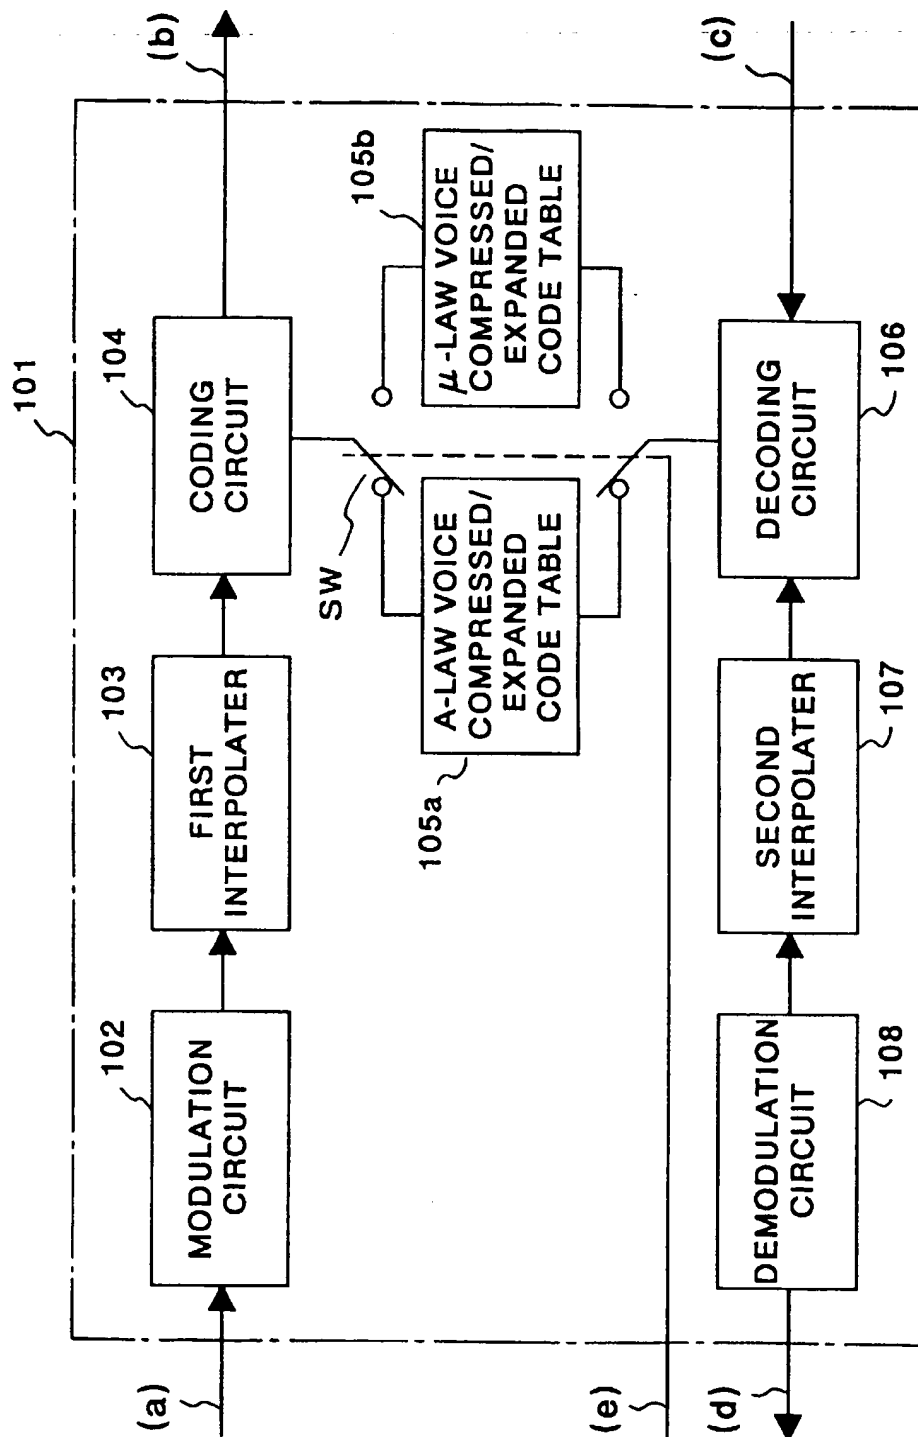 101
(a)
102
MODULATION
CIRCUIT
103
FIRST
INTERPOLATER
104
CODING
CIRCUIT
(b)
SW
105a
A-LAW VOICE
COMPRESSED/
EXPANDED
CODE TABLE
105b
μ-LAW VOICE
COMPRESSED/
EXPANDED
CODE TABLE
(e)
(d)
DEMODULATION
CIRCUIT
108
SECOND
INTERPOLATER
107
DECODING
CIRCUIT
106
(c)